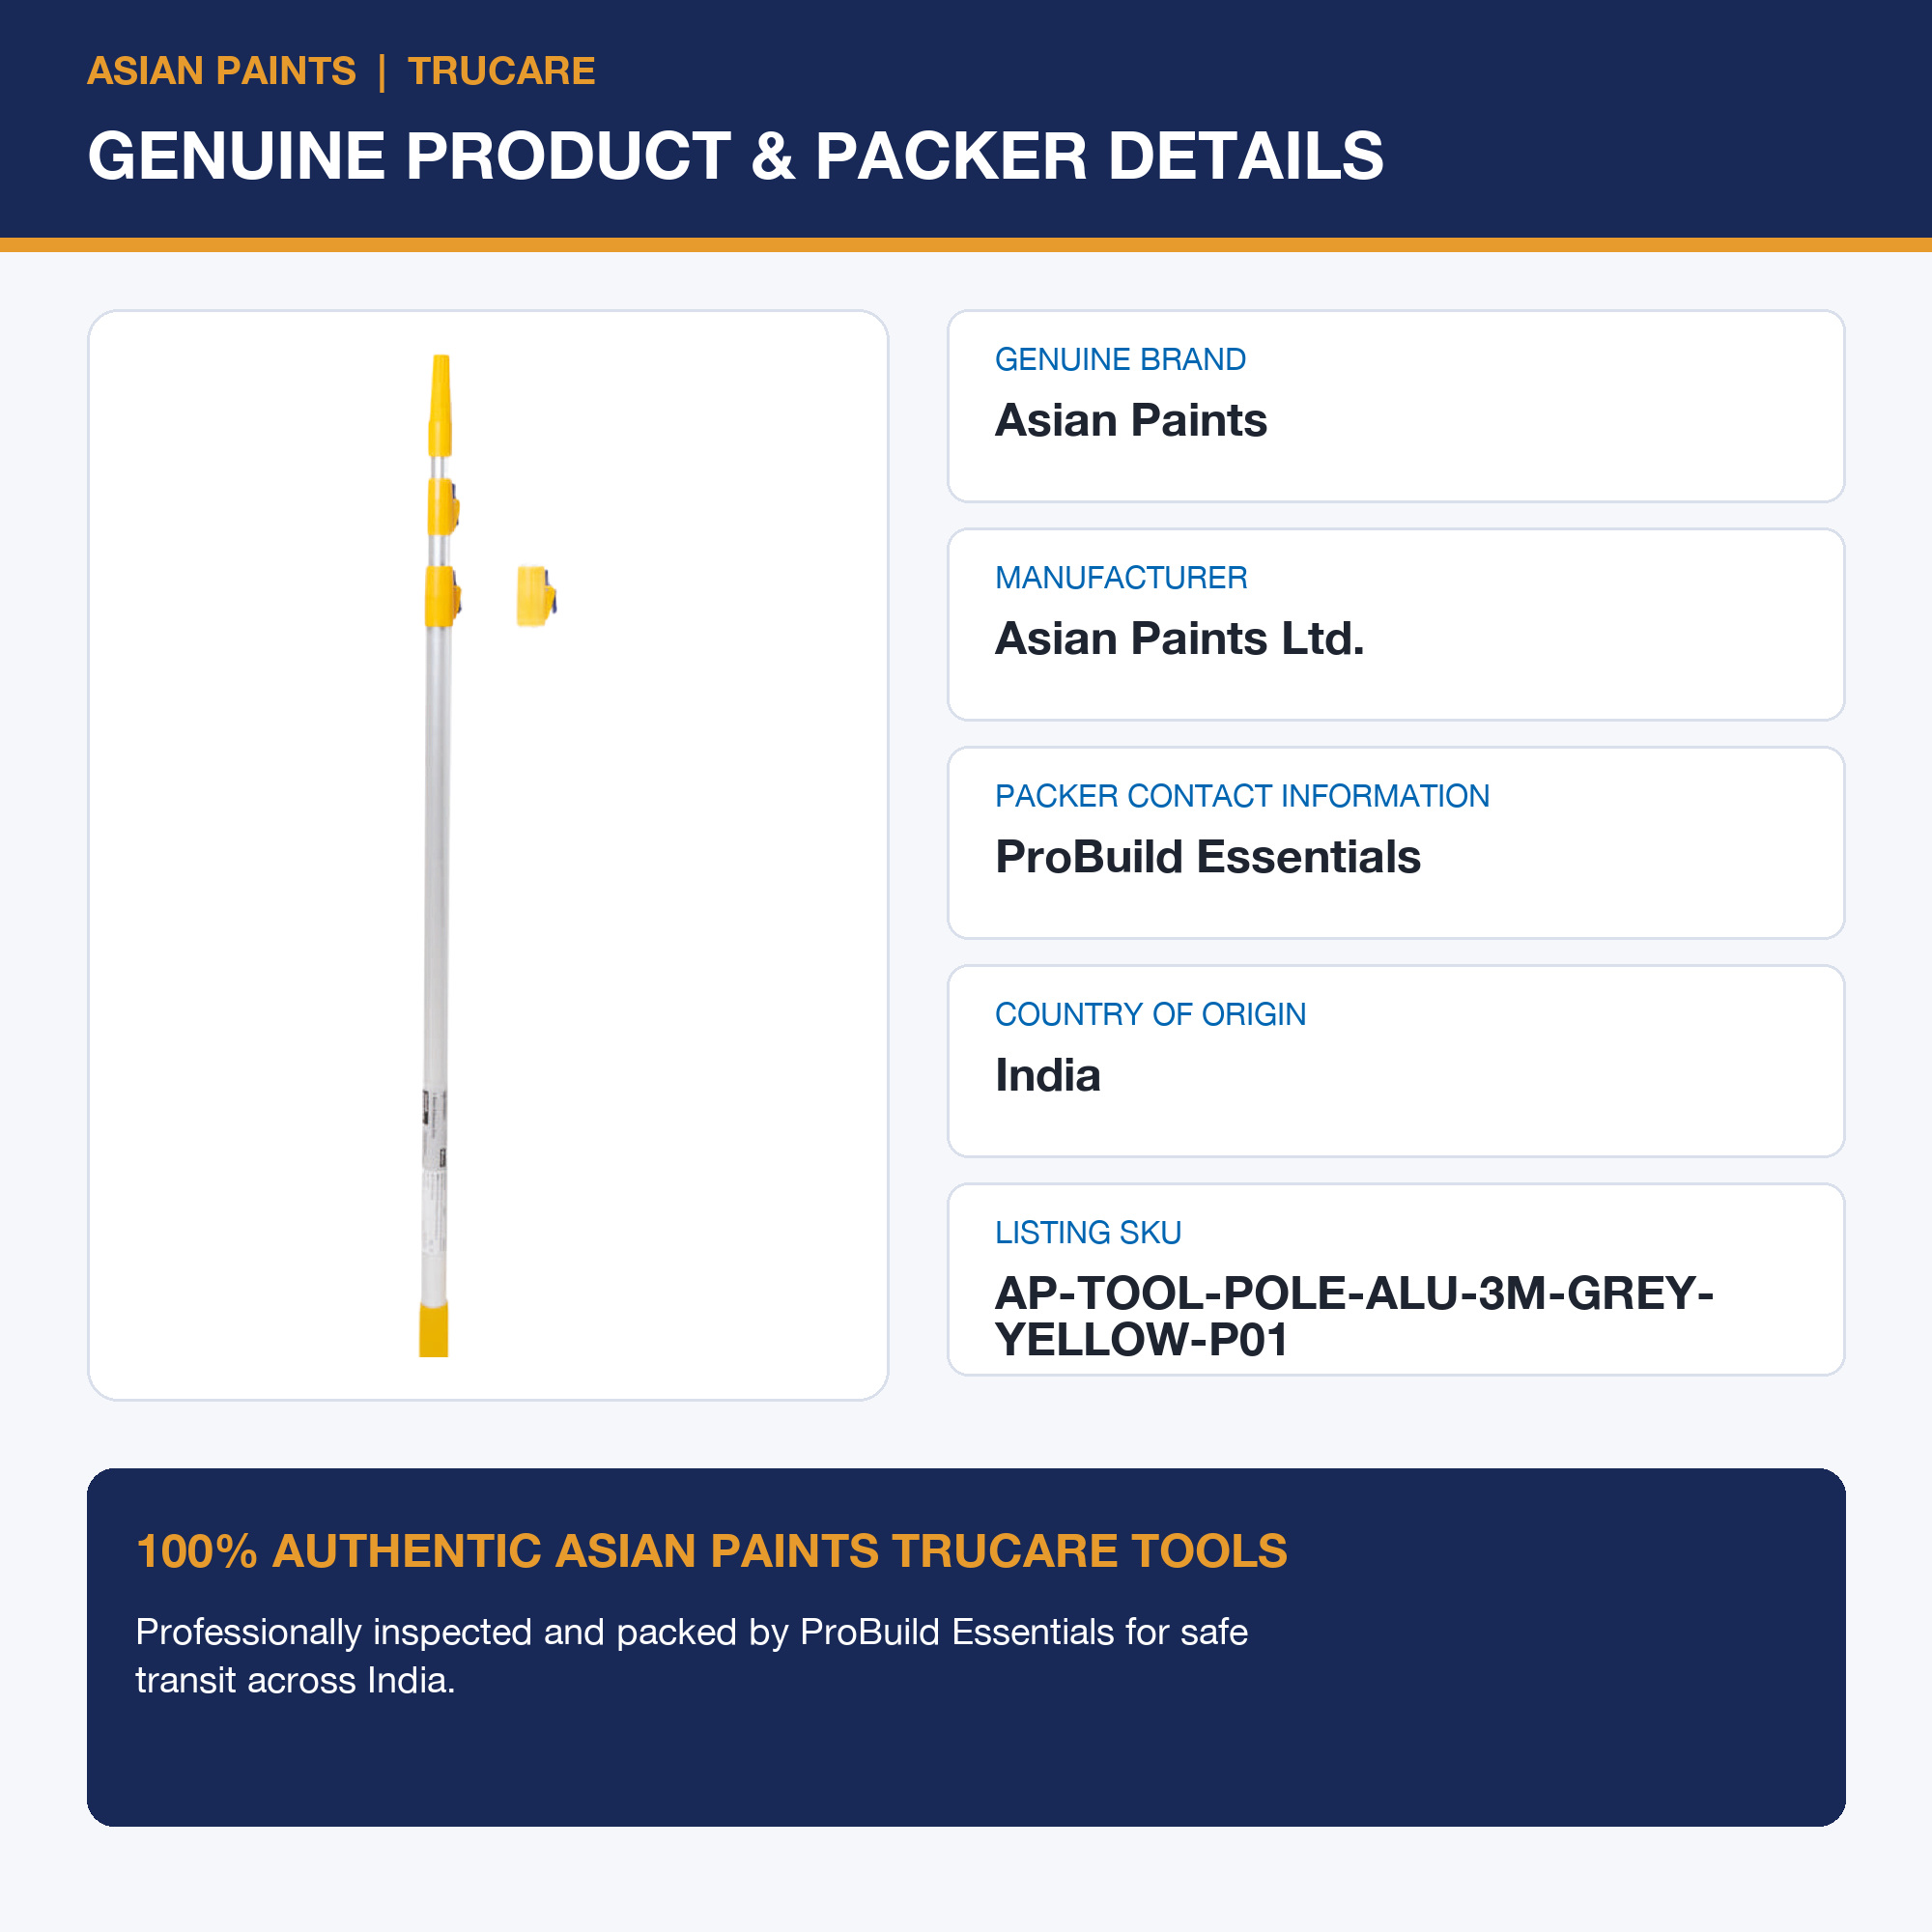 ASIAN PAINTS | TRUCARE
GENUINE PRODUCT & PACKER DETAILS
GENUINE BRAND
Asian Paints
MANUFACTURER
Asian Paints Ltd.
PACKER CONTACT INFORMATION
ProBuild Essentials
COUNTRY OF ORIGIN
India
LISTING SKU
AP-TOOL-POLE-ALU-3M-GREY-
YELLOW-P01
100% AUTHENTIC ASIAN PAINTS TRUCARE TOOLS
Professionally inspected and packed by ProBuild Essentials for safe
transit across India.